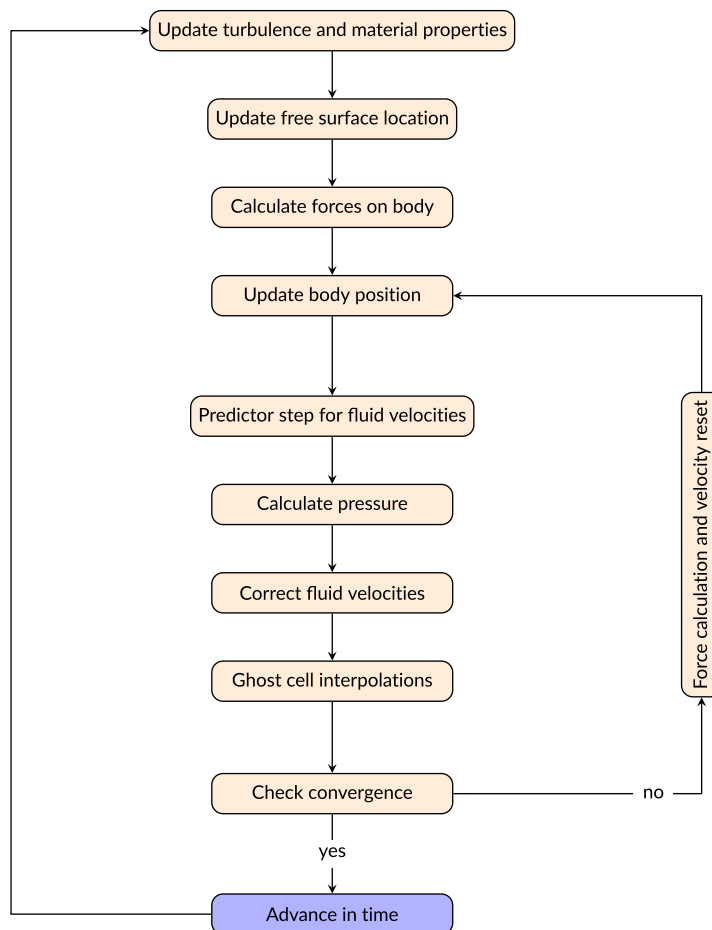 Update turbulence and material properties
Update free surface location
Calculate forces on body
Update body position
Predictor step for fluid velocities
Calculate pressure
Correct fluid velocities
Ghost cell interpolations
Check convergence
no
Force calculation and velocity reset
yes
Advance in time